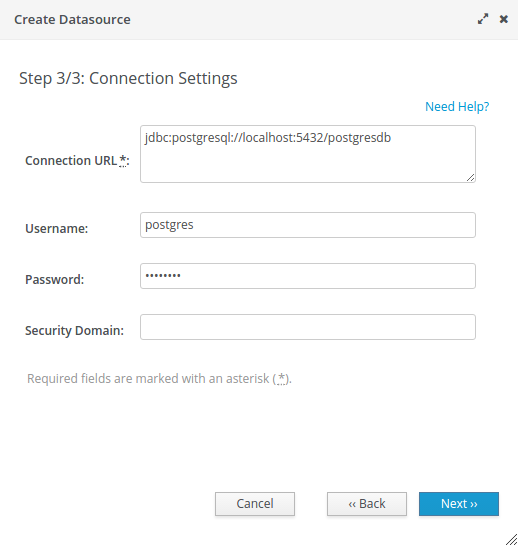 Create Datasource
Step 3/3: Connection Settings
Need Help?
Connection URL *: jdbc:postgresql://localhost:5432/postgresdb
Username: postgres
Password: ••••••••
Security Domain:
Required fields are marked with an asterisk (*).
Cancel ‹‹ Back Next ››